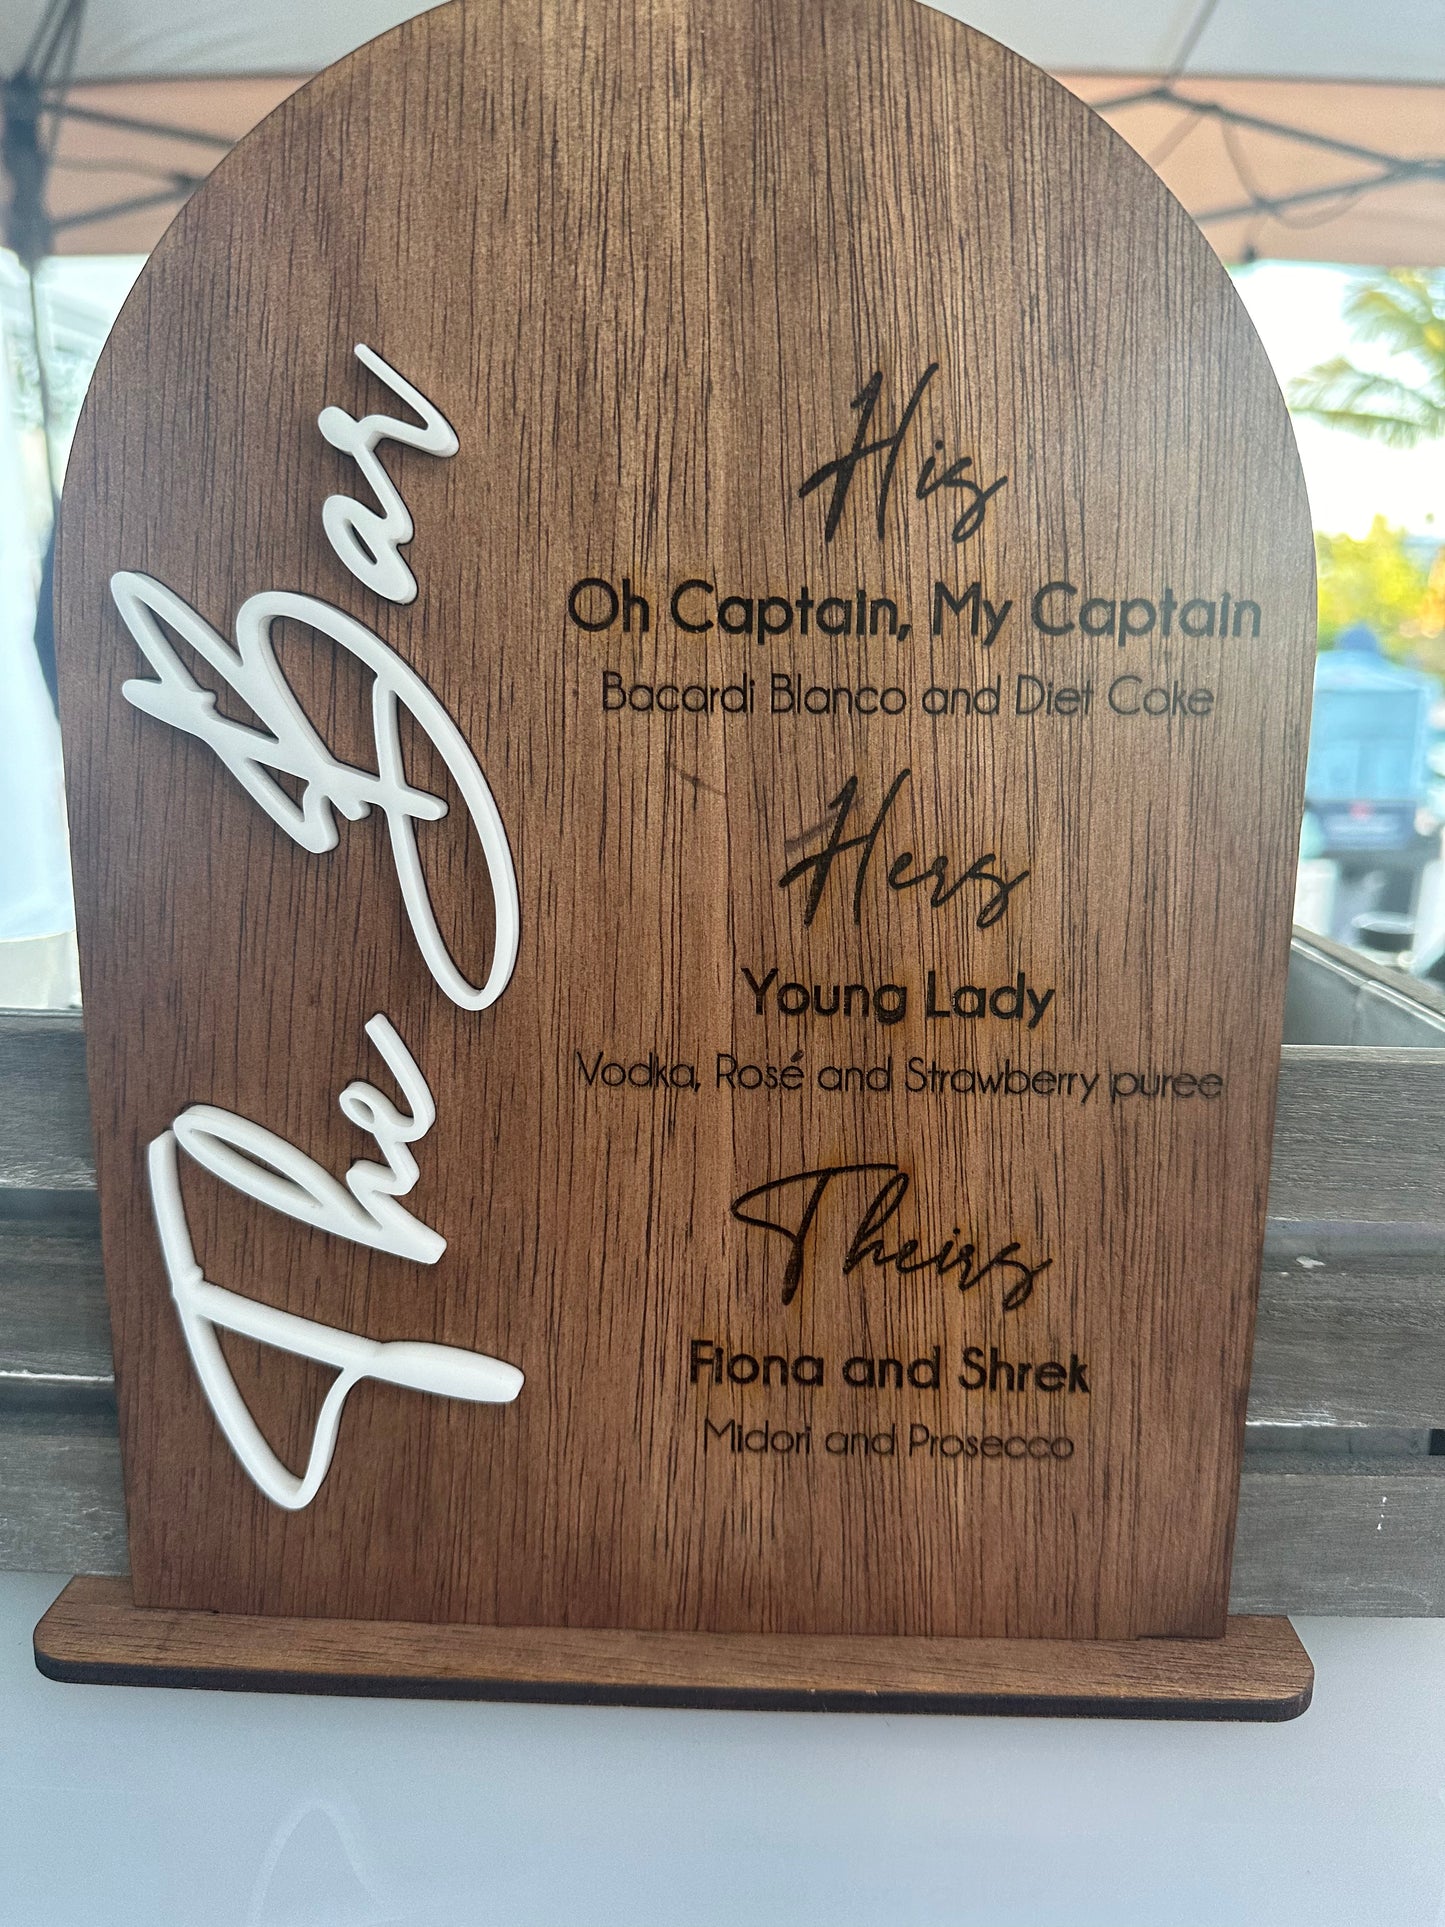 The Bar
His
Oh Captain, My Captain
Bacardi Blanco and Diet Coke
Hers
Young Lady
Vodka, Rosé and Strawberry puree
Theirs
Fiona and Shrek
Midori and Prosecco